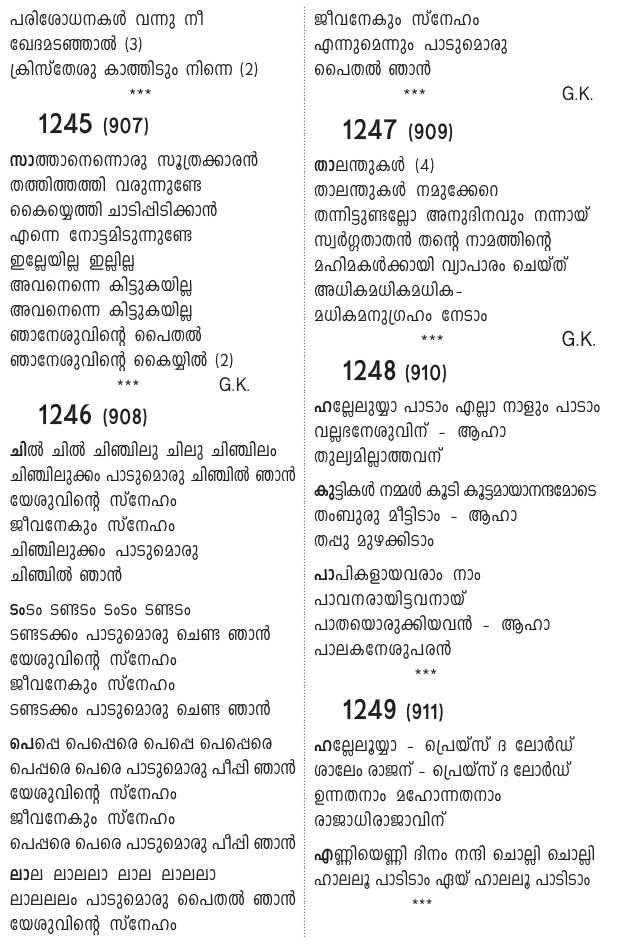 പരിശോധനകൾ വന്നു നീ
ഖേദമടഞ്ഞാൽ (3)
ക്രിസ്തേശു കാത്തിടും നിന്നെ (2)
***
1245 (907)
സാത്താനെന്നൊരു സൂത്രക്കാരൻ
തത്തിത്തത്തി വരുന്നുണ്ടേ
കൈയ്യെത്തി ചാടിപ്പിടിക്കാൻ
എന്നെ നോട്ടമിടുന്നുണ്ടേ
ഇല്ലേയില്ല ഇല്ലില്ല
അവനെന്നെ കിട്ടുകയില്ല
അവനെന്നെ കിട്ടുകയില്ല
ഞാനേശുവിന്റെ പൈതൽ
ഞാനേശുവിന്റെ കൈയ്യിൽ (2)
*** G.K.
1246 (908)
ചിൽ ചിൽ ചിഞ്ചിലു ചിലു ചിഞ്ചിലം
ചിഞ്ചിലുക്കം പാടുമൊരു ചിഞ്ചിൽ ഞാൻ
യേശുവിന്റെ സ്നേഹം
ജീവനേകും സ്നേഹം
ചിഞ്ചിലുക്കം പാടുമൊരു
ചിഞ്ചിൽ ഞാൻ
ടംടം ടണ്ടടം ടംടം ടണ്ടടം
ടണ്ടടക്കം പാടുമൊരു ചെണ്ട ഞാൻ
യേശുവിന്റെ സ്നേഹം
ജീവനേകും സ്നേഹം
ടണ്ടടക്കം പാടുമൊരു ചെണ്ട ഞാൻ
പെപ്പെ പെപ്പെരെ പെപ്പെ പെപ്പെരെ
പെപ്പരെ പെരെ പാടുമൊരു പീപ്പി ഞാൻ
യേശുവിന്റെ സ്നേഹം
ജീവനേകും സ്നേഹം
പെപ്പരെ പെരെ പാടുമൊരു പീപ്പി ഞാൻ
ലാല ലാലലാ ലാല ലാലലാ
ലാലലലം പാടുമൊരു പൈതൽ ഞാൻ
യേശുവിന്റെ സ്നേഹം
ജീവനേകും സ്നേഹം
എന്നുമെന്നും പാടുമൊരു
പൈതൽ ഞാൻ
*** G.K.
1247 (909)
താലന്തുകൾ (4)
താലന്തുകൾ നമുക്കേറെ
തന്നിട്ടുണ്ടല്ലോ അനുദിനവും നന്നായ്
സ്വർഗ്ഗതാതൻ തന്റെ നാമത്തിന്റെ
മഹിമകൾക്കായി വ്യാപാരം ചെയ്ത്
അധികമധികമധിക-
മധികമനുഗ്രഹം നേടാം
*** G.K.
1248 (910)
ഹല്ലേലുയ്യാ പാടാം എല്ലാ നാളും പാടാം
വല്ലഭനേശുവിന് - ആഹാ
തുല്യമില്ലാത്തവന്
കുട്ടികൾ നമ്മൾ കൂടി കൂട്ടമായാനന്ദമോടെ
തംബുരു മീട്ടിടാം - ആഹാ
തപ്പു മുഴക്കിടാം
പാപികളായവരാം നാം
പാവനരായിട്ടവനായ്
പാതയൊരുക്കിയവൻ - ആഹാ
പാലകനേശുപരൻ
***
1249 (911)
ഹല്ലേലൂയ്യാ - പ്രെയ്സ് ദ ലോർഡ്
ശാലേം രാജന് - പ്രെയ്സ് ദ ലോർഡ്
ഉന്നതനാം മഹോന്നതനാം
രാജാധിരാജാവിന്
എണ്ണിയെണ്ണി ദിനം നന്ദി ചൊല്ലി ചൊല്ലി
ഹാലലൂ പാടിടാം ഏയ് ഹാലലൂ പാടിടാം
***